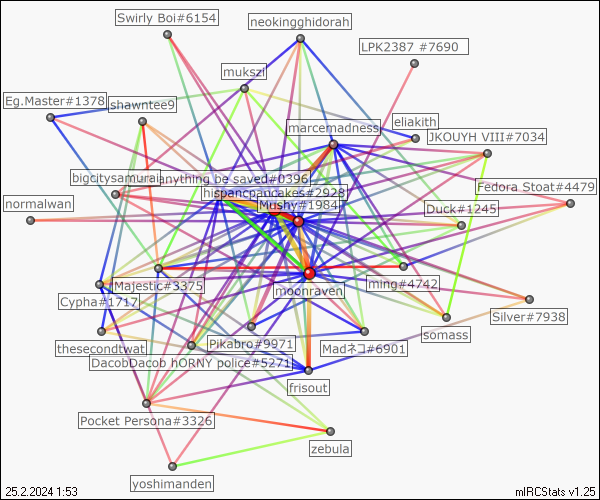 Swirly Boi#6154
neokingghidorah
LPK2387 #7690
mukszi
Eg.Master#1378
shawntee9
marcemadness
eliakith
JKOUYH VIII#7034
bigcitysamurai
anything be saved#0396
hispancpancakes#2928
Fedora Stoat#4479
normalwan
Mushy#1984
Duck#1245
Majestic#3375
moonraven
ming#4742
Cypha#1717
Silver#7938
thesecondtwat
Pikabro#9971
Madネコ#6901
somass
DacobDacob hORNY police#5271
frisout
Pocket Persona#3326
zebula
yoshimanden
25.2.2024 1:53
mIRCStats v1.25